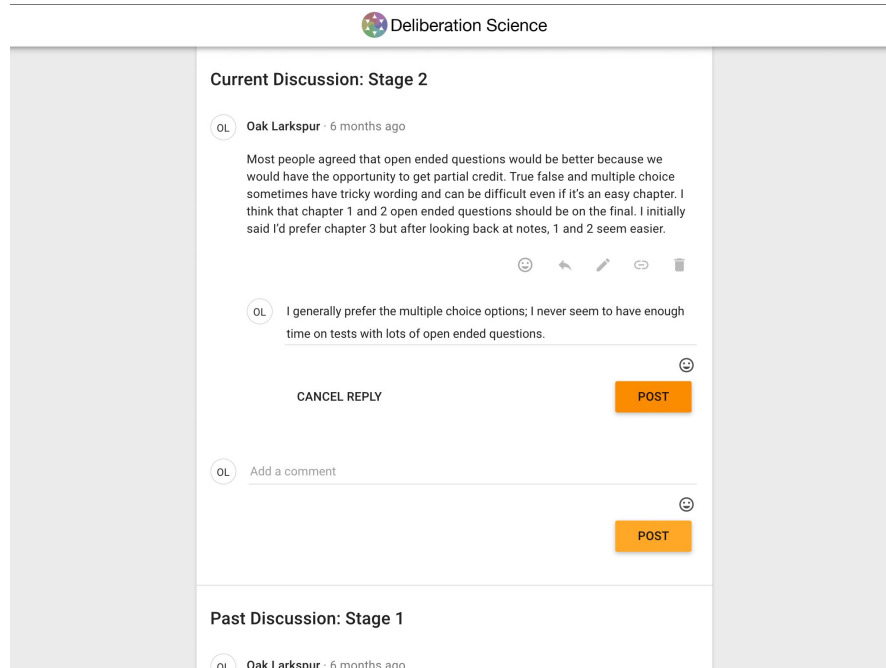 Deliberation Science
Current Discussion: Stage 2
OL
Oak Larkspur · 6 months ago
Most people agreed that open ended questions would be better because we
would have the opportunity to get partial credit. True false and multiple choice
sometimes have tricky wording and can be difficult even if it's an easy chapter. I
think that chapter 1 and 2 open ended questions should be on the final. I initially
said I'd prefer chapter 3 but after looking back at notes, 1 and 2 seem easier.
OL
I generally prefer the multiple choice options; I never seem to have enough
time on tests with lots of open ended questions.
CANCEL REPLY
POST
OL
Add a comment
POST
Past Discussion: Stage 1
OL
Oak Larkspur · 6 months ago